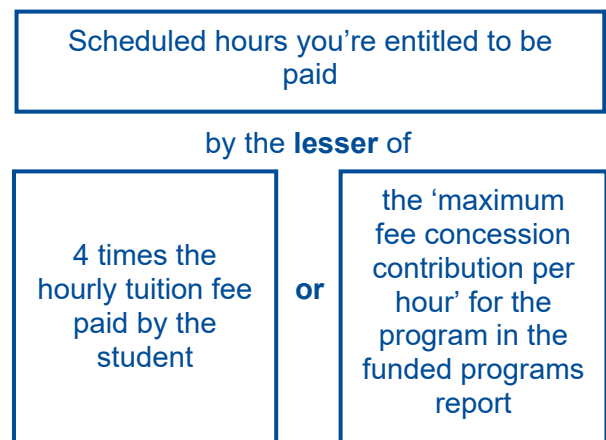 Scheduled hours you’re entitled to be
paid
by the lesser of
4 times the
hourly tuition fee
paid by the
student
or
the ‘maximum
fee concession
contribution per
hour’ for the
program in the
funded programs
report